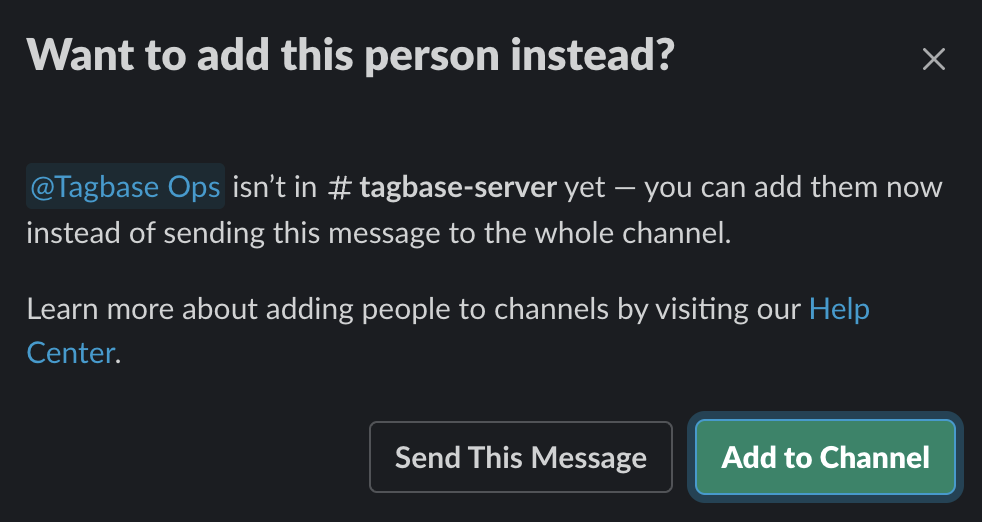 Want to add this person instead?
@Tagbase Ops isn’t in # tagbase-server yet — you can add them now
instead of sending this message to the whole channel.
Learn more about adding people to channels by visiting our Help
Center.
Send This Message
Add to Channel